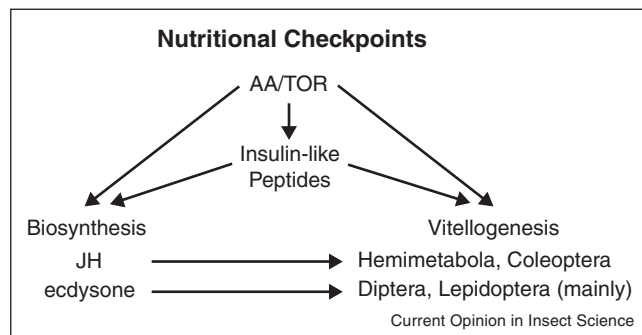 Nutritional Checkpoints
AA/TOR
Insulin-like
Peptides
Biosynthesis
Vitellogenesis
JH
Hemimetabola, Coleoptera
ecdysone
Diptera, Lepidoptera (mainly)
Current Opinion in Insect Science